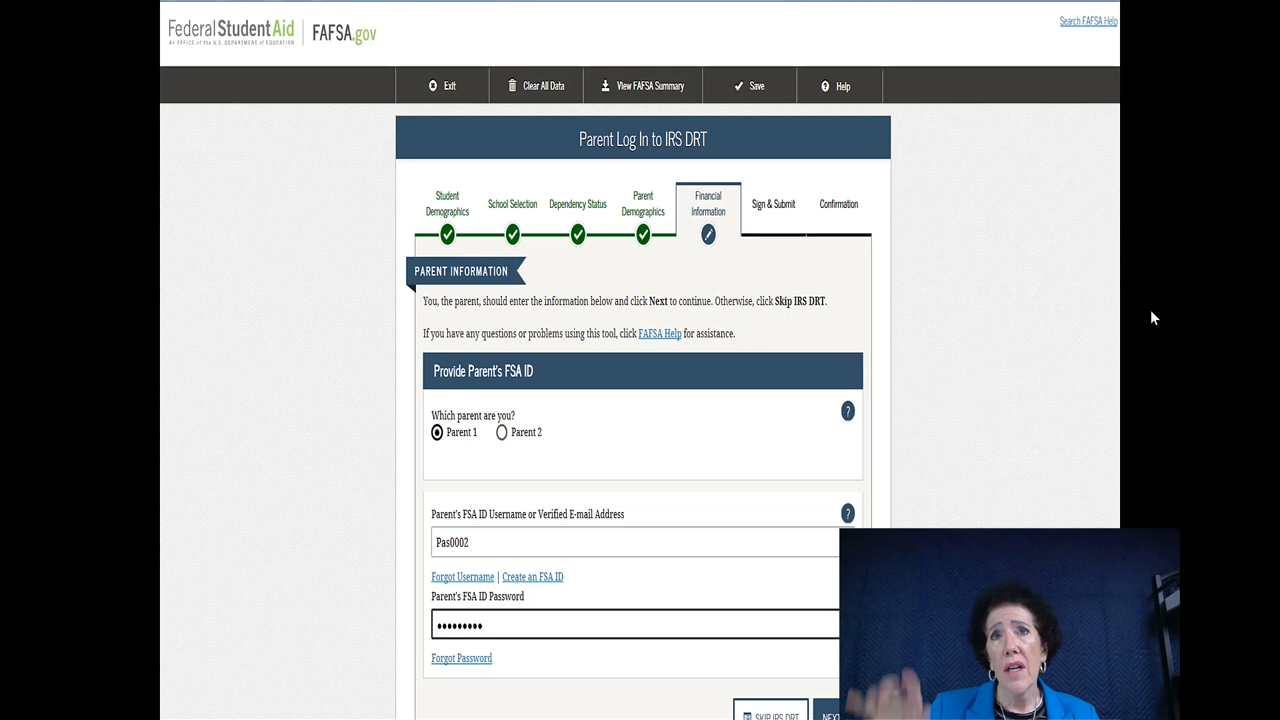 FederalStudentAid
An OFFICE of the U.S. DEPARTMENT of EDUCATION
FAFSA.gov
Search FAFSA Help
Exit
Clear All Data
View FAFSA Summary
Save
Help
Parent Log In to IRS DRT
Student Demographics
School Selection
Dependency Status
Parent Demographics
Financial Information
Sign & Submit
Confirmation
PARENT INFORMATION
You, the parent, should enter the information below and click Next to continue. Otherwise, click Skip IRS DRT.
If you have any questions or problems using this tool, click FAFSA Help for assistance.
Provide Parent's FSA ID
?
Which parent are you?
Parent 1 Parent 2
Parent's FSA ID Username or Verified E-mail Address
?
Pas0002
Forgot Username | Create an FSA ID
Parent's FSA ID Password
•••••••••
Forgot Password
SKIP IRS DRT
NEXT